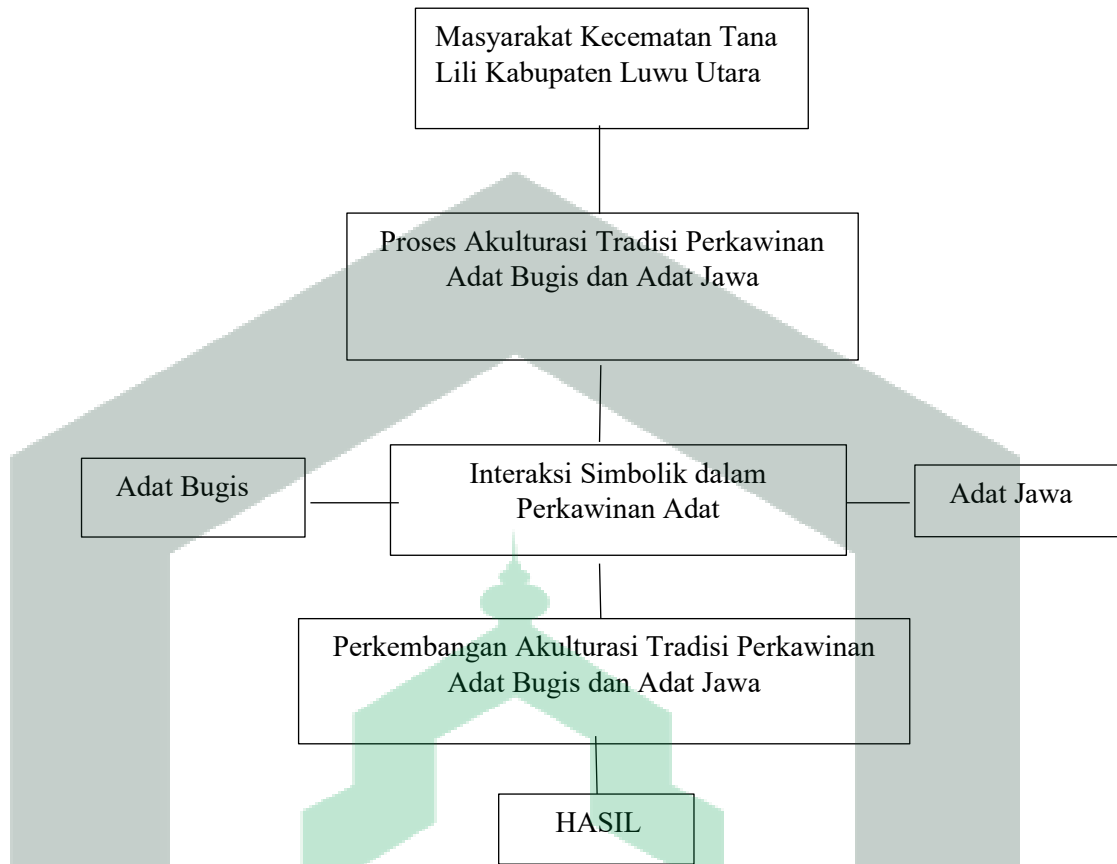 Masyarakat Kecematan Tana
Lili Kabupaten Luwu Utara
Proses Akulturasi Tradisi Perkawinan
Adat Bugis dan Adat Jawa
Adat Bugis
Interaksi Simbolik dalam
Perkawinan Adat
Adat Jawa
Perkembangan Akulturasi Tradisi Perkawinan
Adat Bugis dan Adat Jawa
HASIL